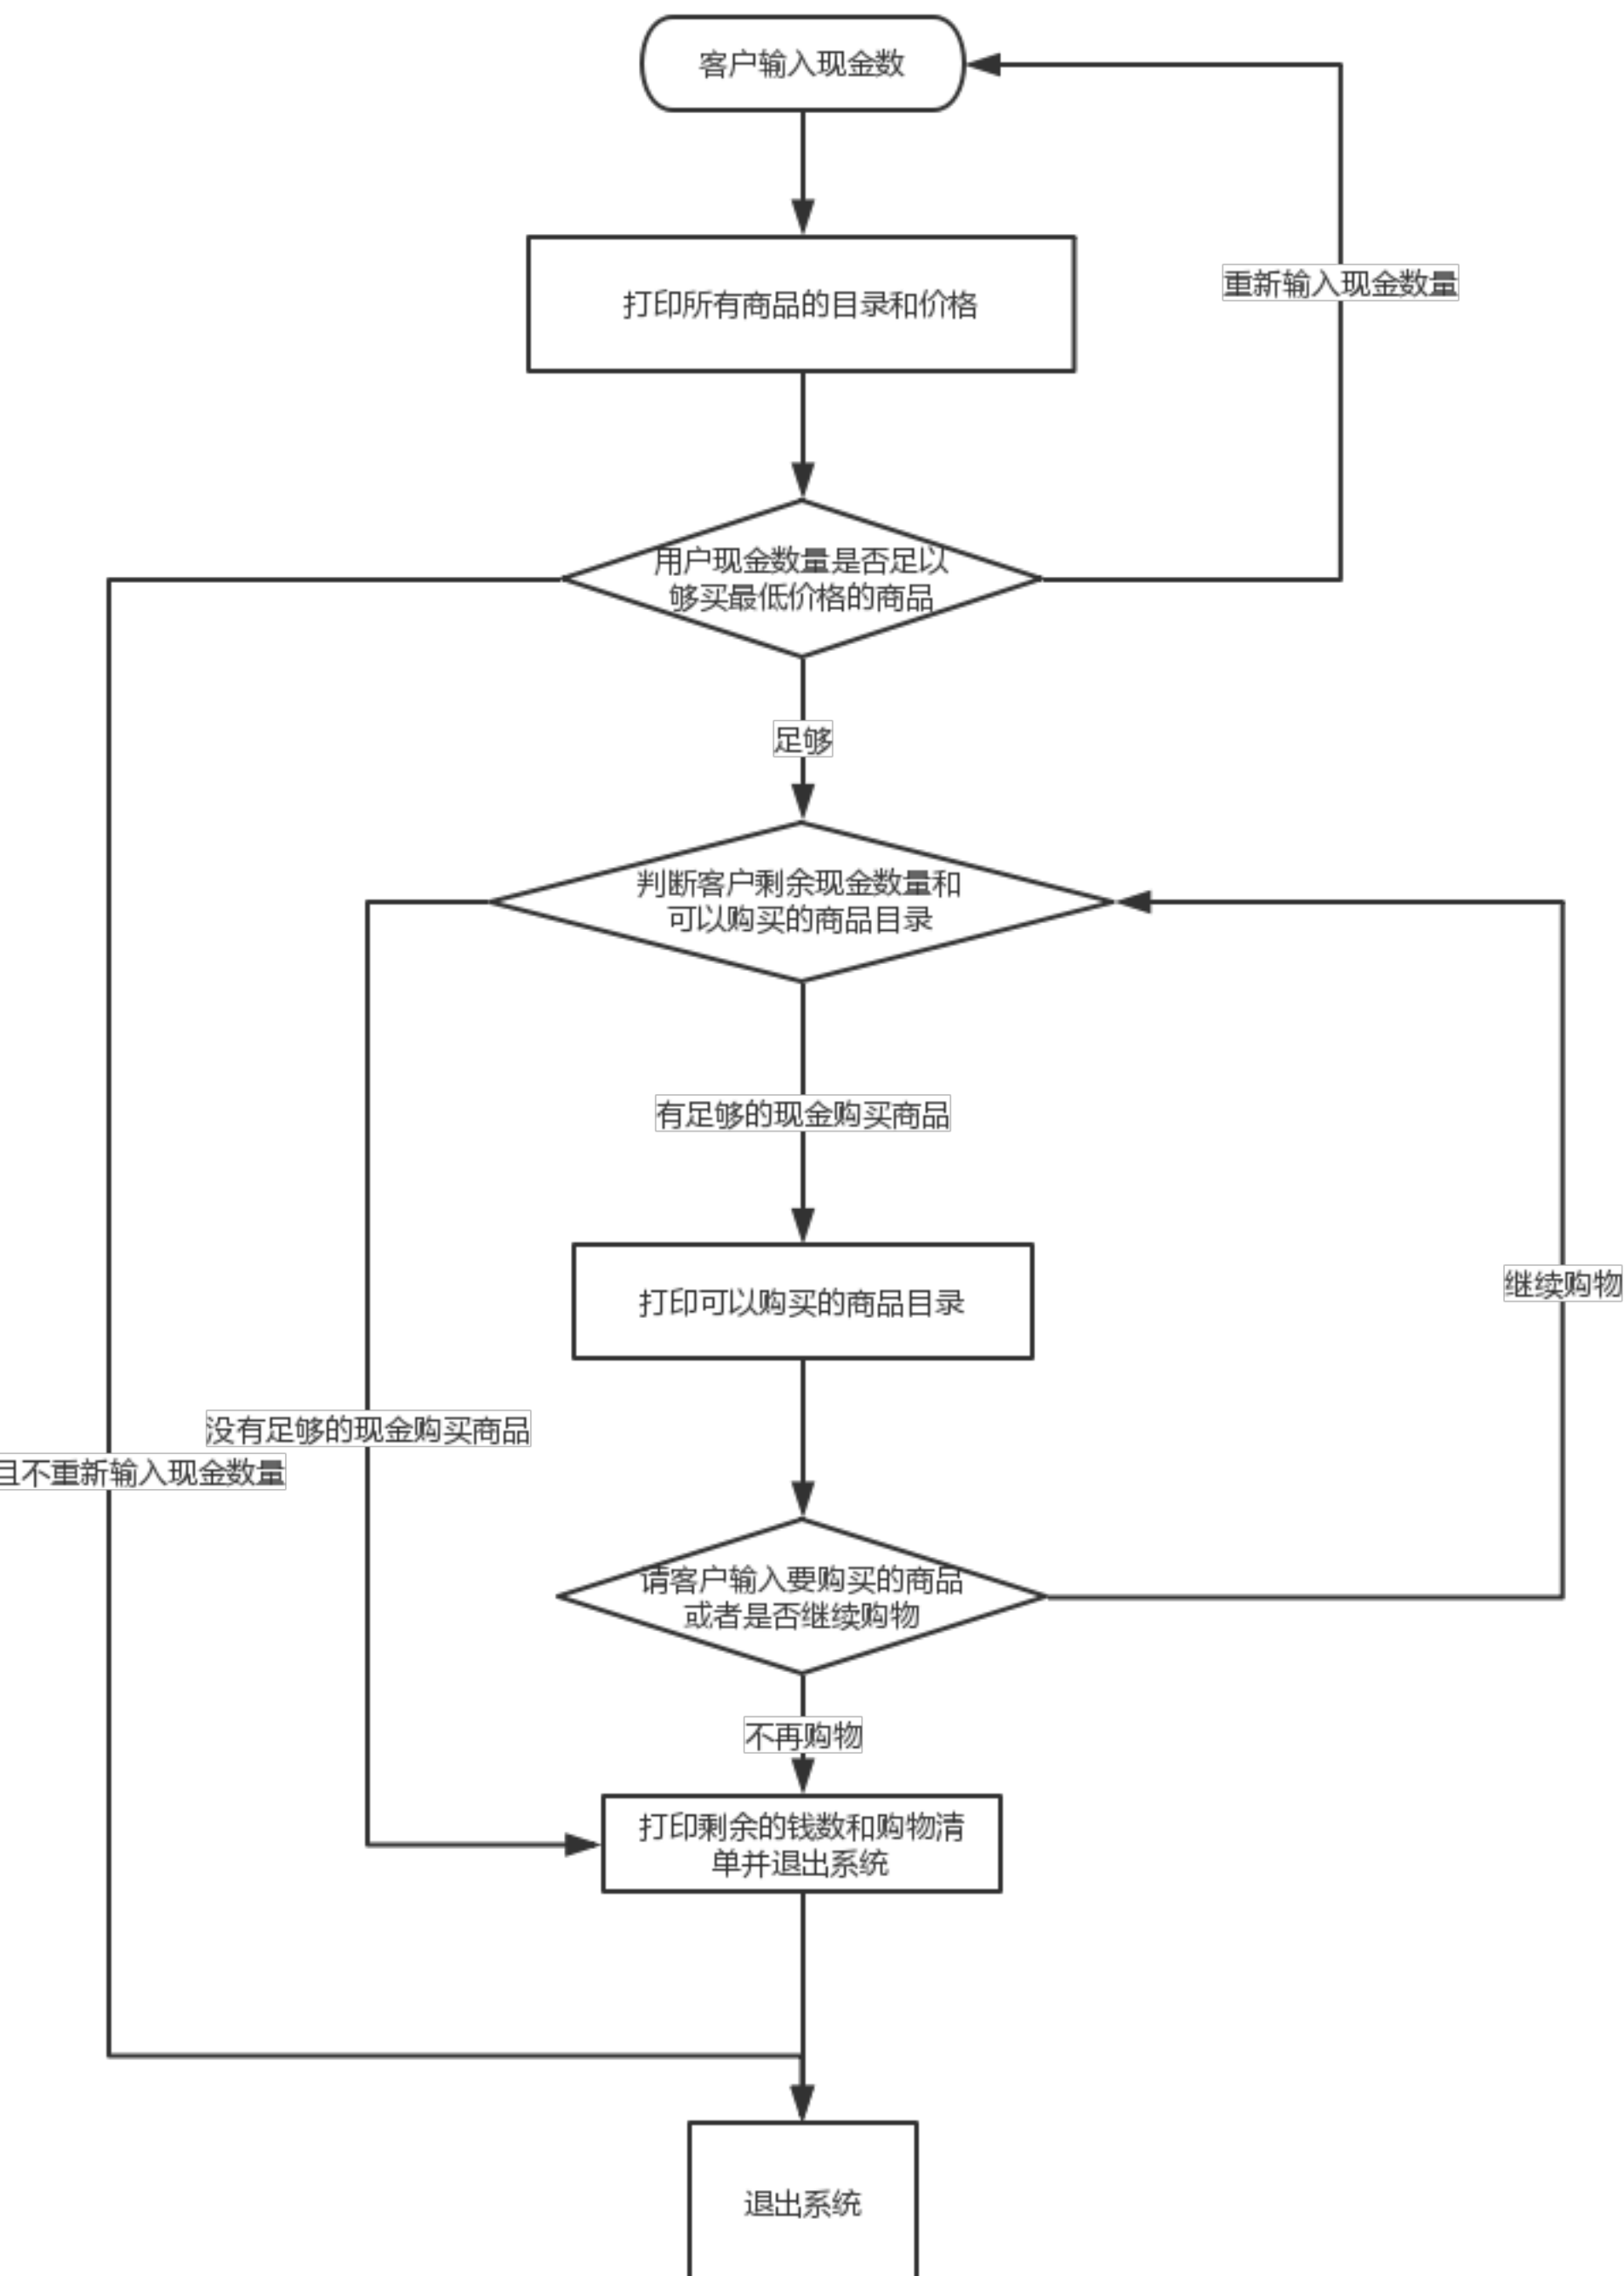 客户输入现金数
打印所有商品的目录和价格
重新输入现金数量
用户现金数量是否足以
够买最低价格的商品
足够
判断客户剩余现金数量和
可以购买的商品目录
有足够的现金购买商品
打印可以购买的商品目录
继续购物
没有足够的现金购买商品
且不重新输入现金数量
请客户输入要购买的商品
或者是否继续购物
不再购物
打印剩余的钱数和购物清
单并退出系统
退出系统